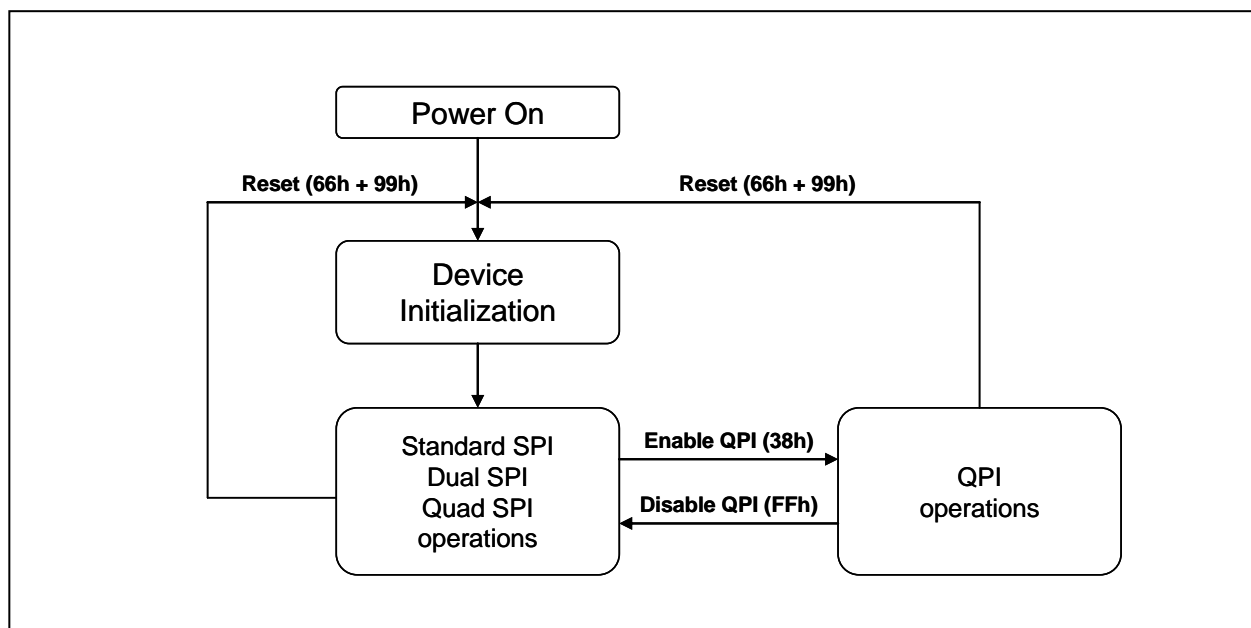 Power On
Reset (66h + 99h)
Reset (66h + 99h)
Device
Initialization
Standard SPI
Dual SPI
Quad SPI
operations
Enable QPI (38h)
Disable QPI (FFh)
QPI
operations